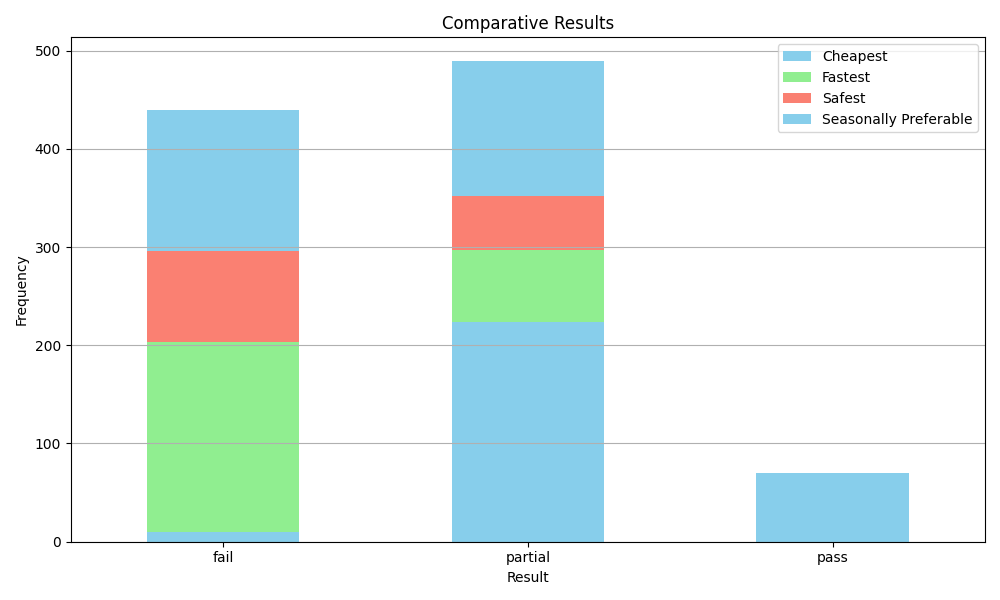 Comparative Results
Cheapest
Fastest
Safest
Seasonally Preferable
Frequency
500
400
300
200
100
0
fail
partial
pass
Result